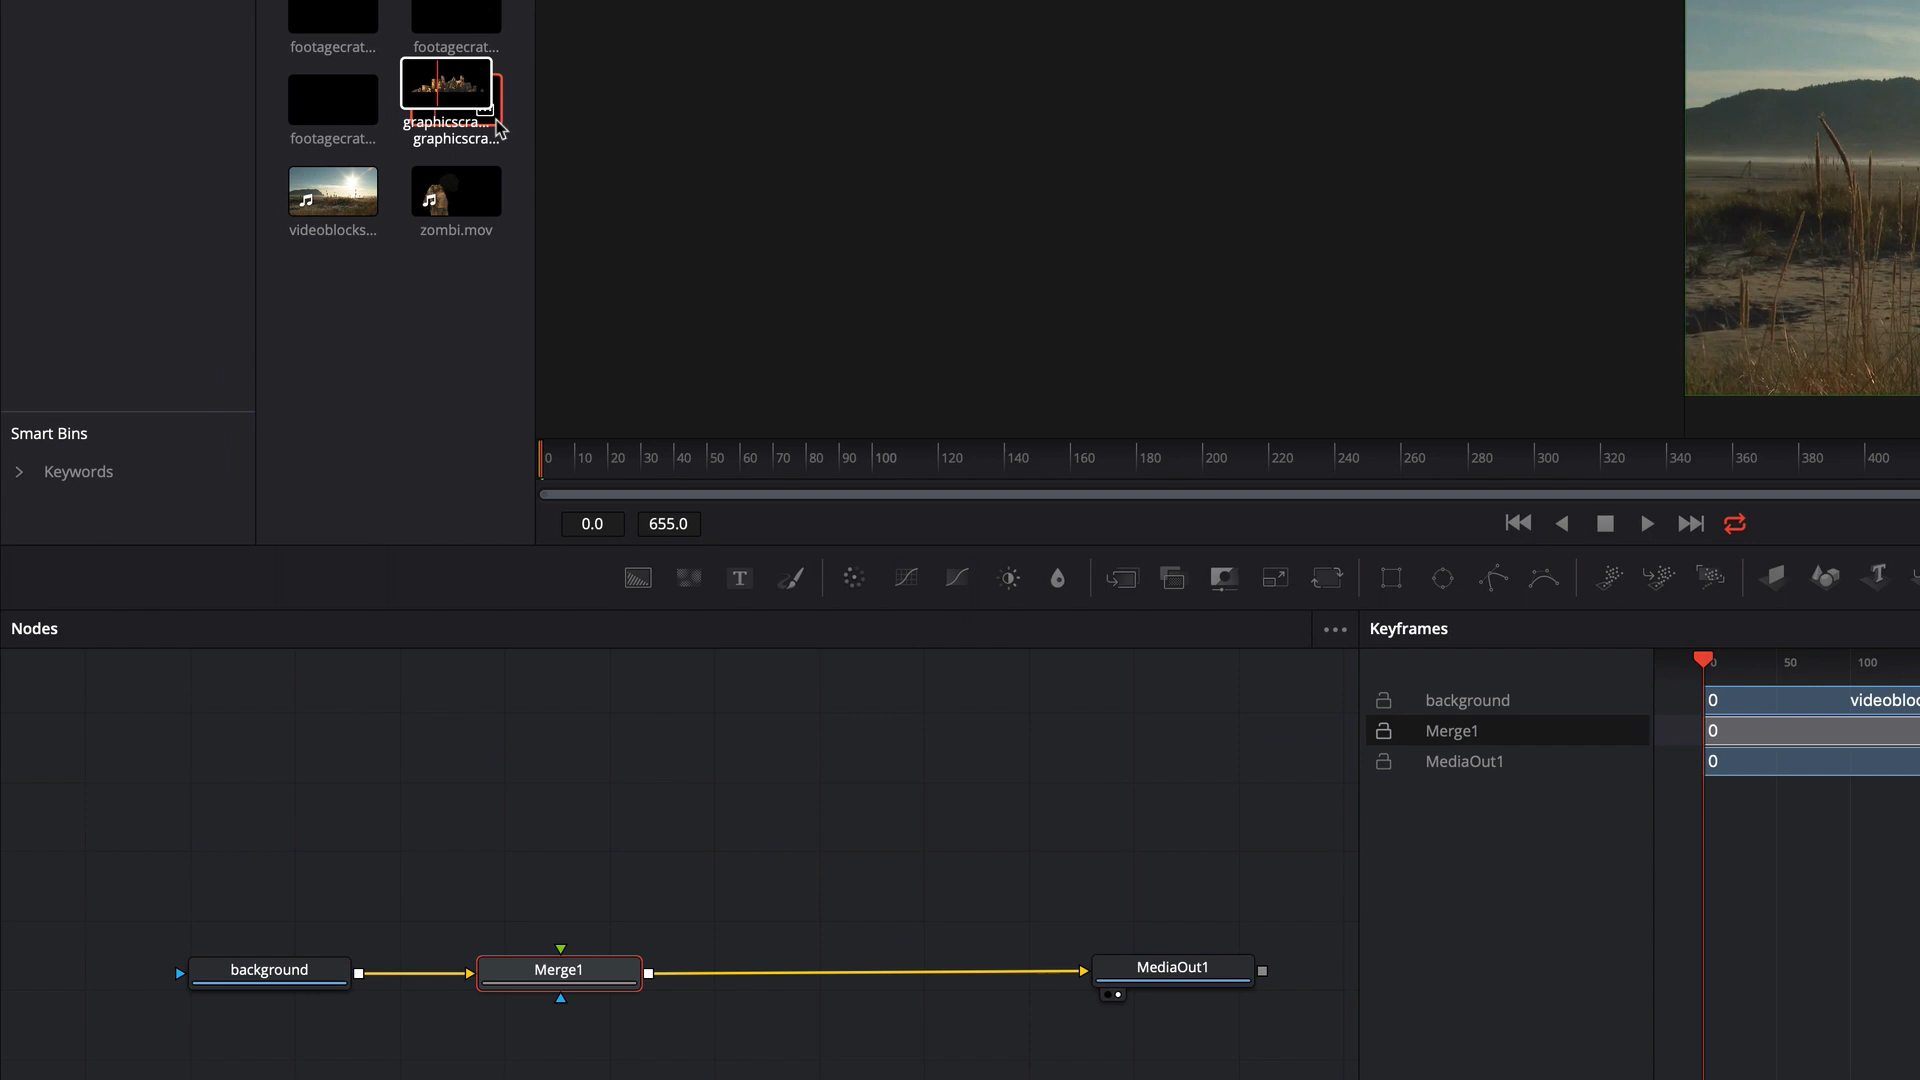 footagecrat...
footagecrat...
graphicscra...
footagecrat...
graphicscra...
videoblocks...
zombi.mov
Smart Bins
Keywords
0 10 20 30 40 50 60 70 80 90 100 120 140 160 180 200 220 240 260 280 300 320 340 360 380 400
0.0
655.0
T
T
Nodes
Keyframes
0 50 100
background
0
videobloc
Merge1
0
MediaOut1
0
background
Merge1
MediaOut1